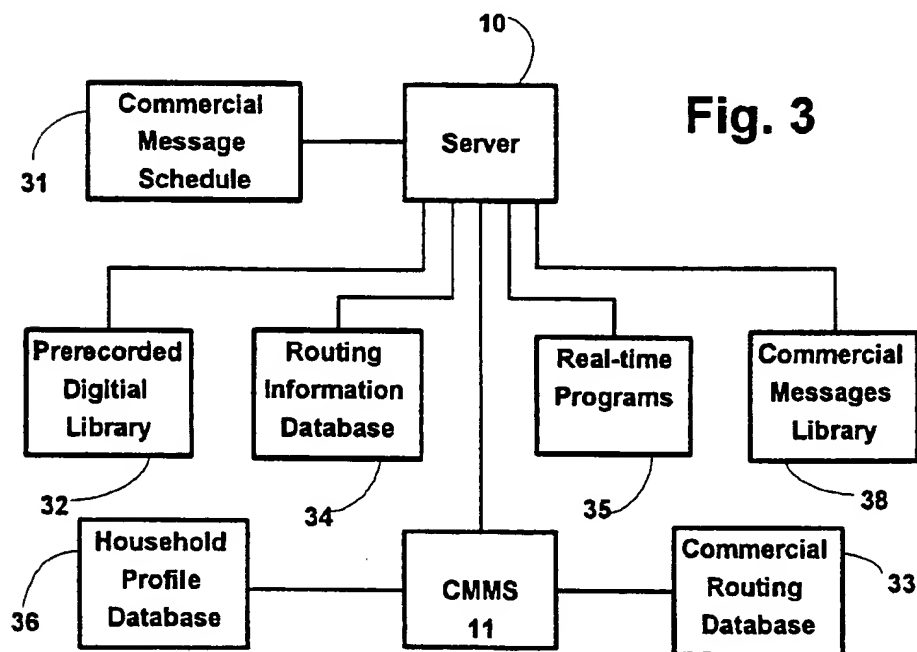 10
Fig. 3
Commercial
Message
Schedule
31
Server
Prerecorded
Digitial
Library
32
Routing
Information
Database
34
Real-time
Programs
35
Commercial
Messages
Library
38
Household
Profile
Database
36
CMMS
11
Commercial
Routing
Database
33